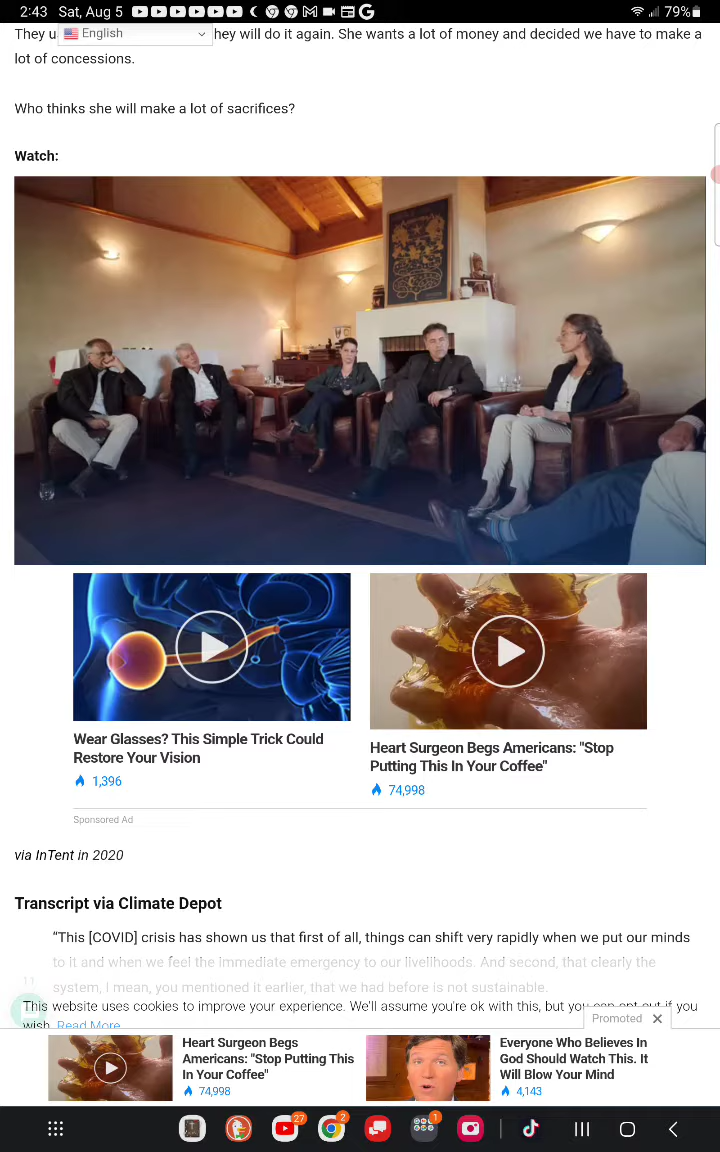 2:43 Sat, Aug 5
79%
They u
English
hey will do it again. She wants a lot of money and decided we have to make a
lot of concessions.
Who thinks she will make a lot of sacrifices?
Watch:
Wear Glasses? This Simple Trick Could
Restore Your Vision
1,396
Heart Surgeon Begs Americans: "Stop
Putting This In Your Coffee"
74,998
Sponsored Ad
via InTent in 2020
Transcript via Climate Depot
“This [COVID] crisis has shown us that first of all, things can shift very rapidly when we put our minds
to it and when we feel the immediate emergency to our livelihoods. And second, that clearly the
system, I mean, you mentioned it earlier, that we had before is not sustainable.
11
This website uses cookies to improve your experience. We'll assume you're ok with this, but you can opt-out if you
wish. Read More
Promoted
Heart Surgeon Begs
Americans: "Stop Putting This
In Your Coffee"
74,998
Everyone Who Believes In
God Should Watch This. It
Will Blow Your Mind
4,143
27
2
1